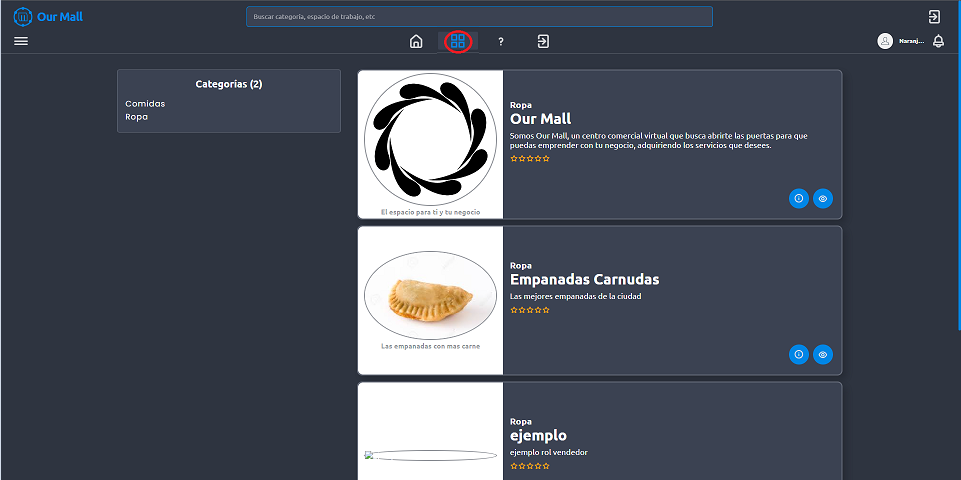 Our Mall
Buscar categoría, espacio de trabajo, etc
?
Naranj...
Categorías (2)
Comidas
Ropa
El espacio para ti y tu negocio
Ropa
Our Mall
Somos Our Mall, un centro comercial virtual que busca abrirte las puertas para que
puedas emprender con tu negocio, adquiriendo los servicios que desees.
Las empanadas con mas carne
Ropa
Empanadas Carnudas
Las mejores empanadas de la ciudad
Ropa
ejemplo
ejemplo rol vendedor